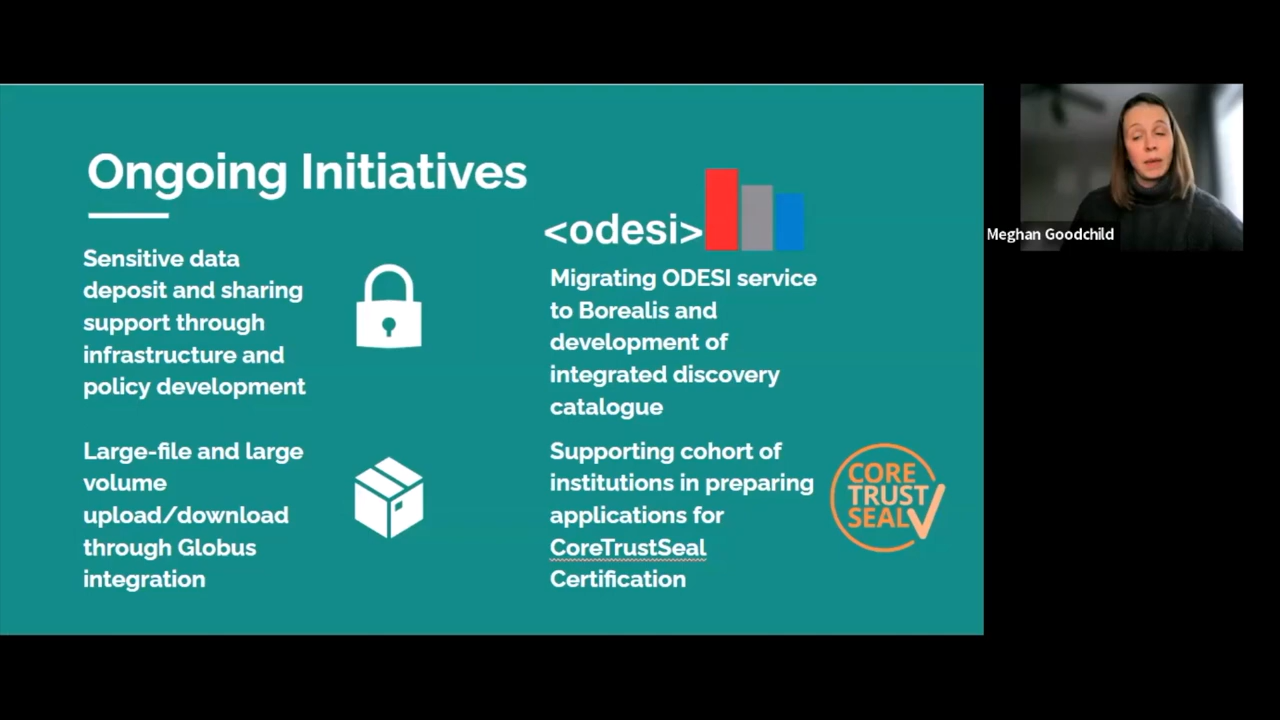 Ongoing Initiatives
Sensitive data
deposit and sharing
support through
infrastructure and
policy development
Large-file and large
volume
upload/download
through Globus
integration
<odesi>
Migrating ODESI service
to Borealis and
development of
integrated discovery
catalogue
Supporting cohort of
institutions in preparing
applications for
CoreTrustSeal
Certification
CORE
TRUST
SEAL
Meghan Goodchild